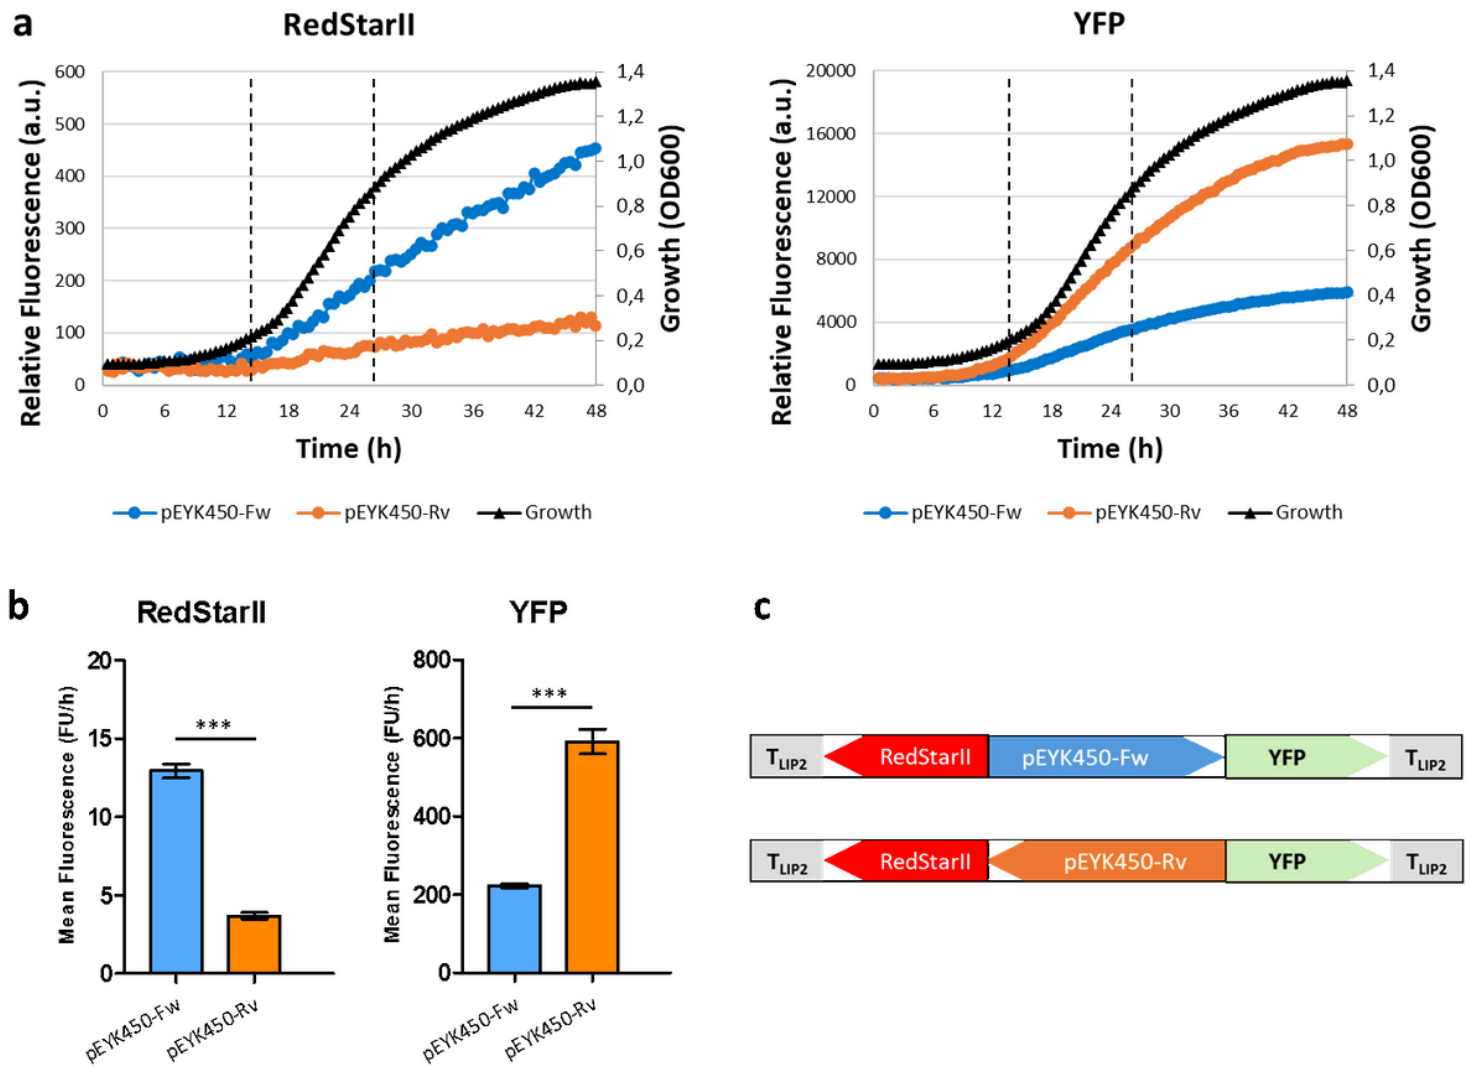 a
RedStarII
YFP
Relative Fluorescence (a.u.)
600
500
400
300
200
100
0
1,4
1,2
1,0
0,8
0,6
0,4
0,2
0,0
Growth (OD600)
0 6 12 18 24 30 36 42 48
Time (h)
pEYK450-Fw pEYK450-Rv Growth
Relative Fluorescence (a.u.)
20000
16000
12000
8000
4000
0
1,4
1,2
1,0
0,8
0,6
0,4
0,2
0,0
Growth (OD600)
0 6 12 18 24 30 36 42 48
Time (h)
pEYK450-Fw pEYK450-Rv Growth
b
RedStarII
Mean Fluorescence (FU/h)
20
15
10
5
0
***
pEYK450-Fw
pEYK450-Rv
YFP
Mean Fluorescence (FU/h)
800
600
400
200
0
***
pEYK450-Fw
pEYK450-Rv
c
TLIP2 RedStarII pEYK450-Fw YFP TLIP2
TLIP2 RedStarII pEYK450-Rv YFP TLIP2